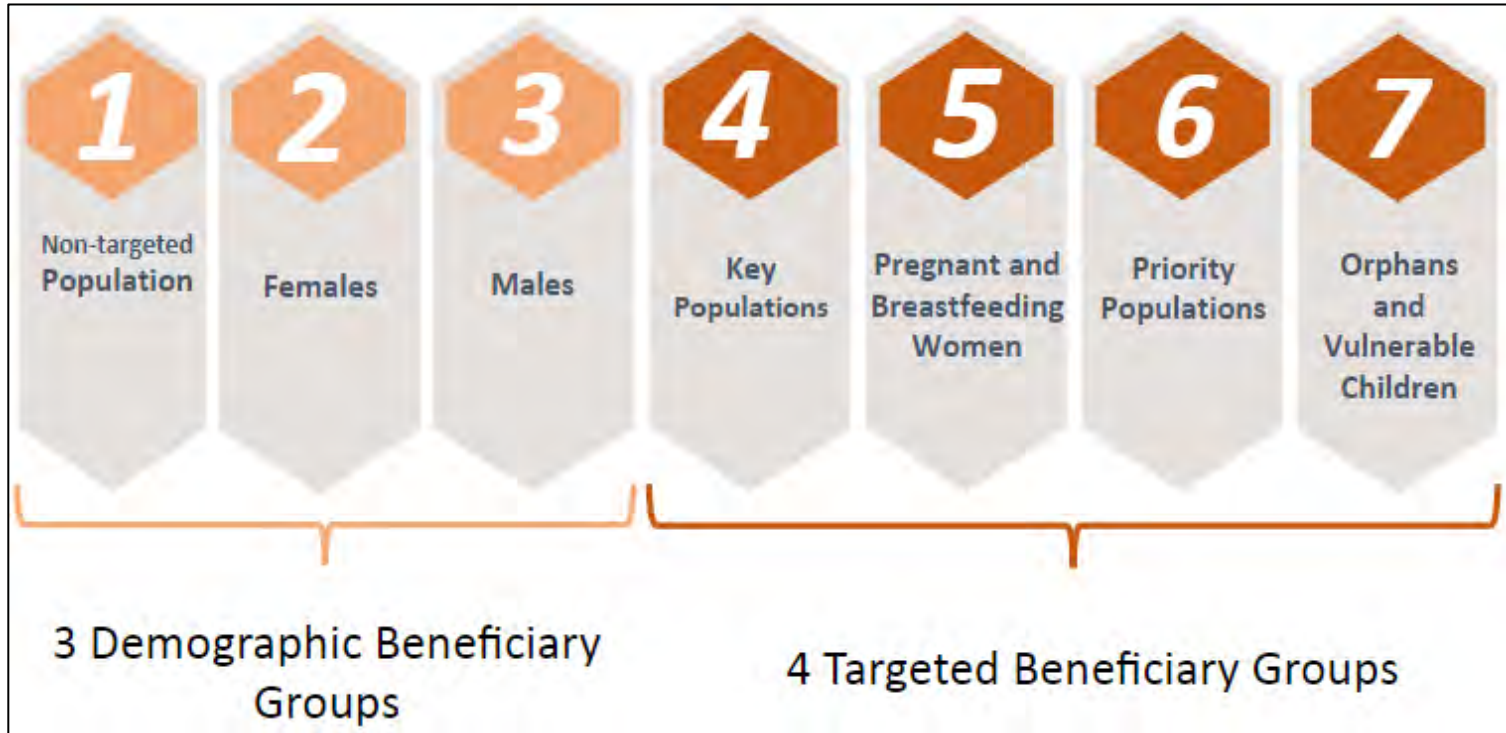 1
2
3
4
5
6
7
Non-targeted
Population
Females
Males
Key
Populations
Pregnant and
Breastfeeding
Women
Priority
Populations
Orphans
and
Vulnerable
Children
3 Demographic Beneficiary
Groups
4 Targeted Beneficiary Groups